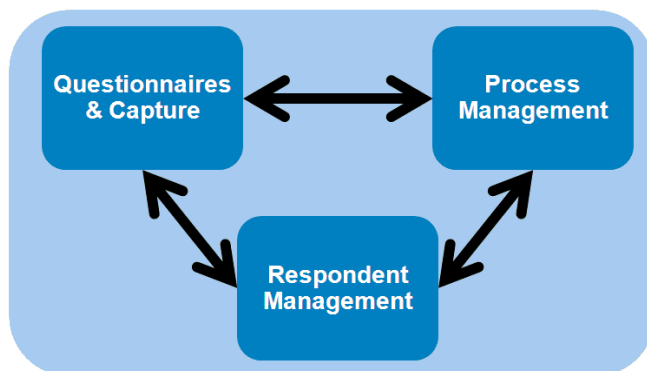 Questionnaires
& Capture
Process
Management
Respondent
Management